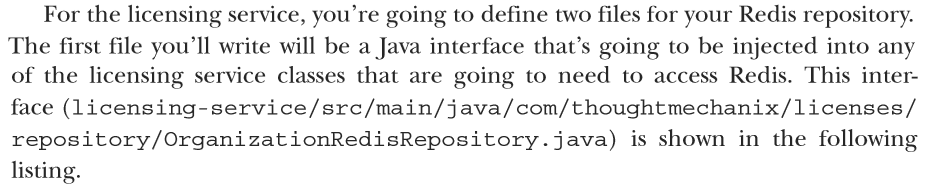 For the licensing service, you're going to define two files for your Redis repository.
The first file you'll write will be a Java interface that's going to be injected into any
of the licensing service classes that are going to need to access Redis. This inter-
face (licensing-service/src/main/java/com/thoughtmechanix/licenses/
repository/OrganizationRedisRepository.java) is shown in the following
listing.